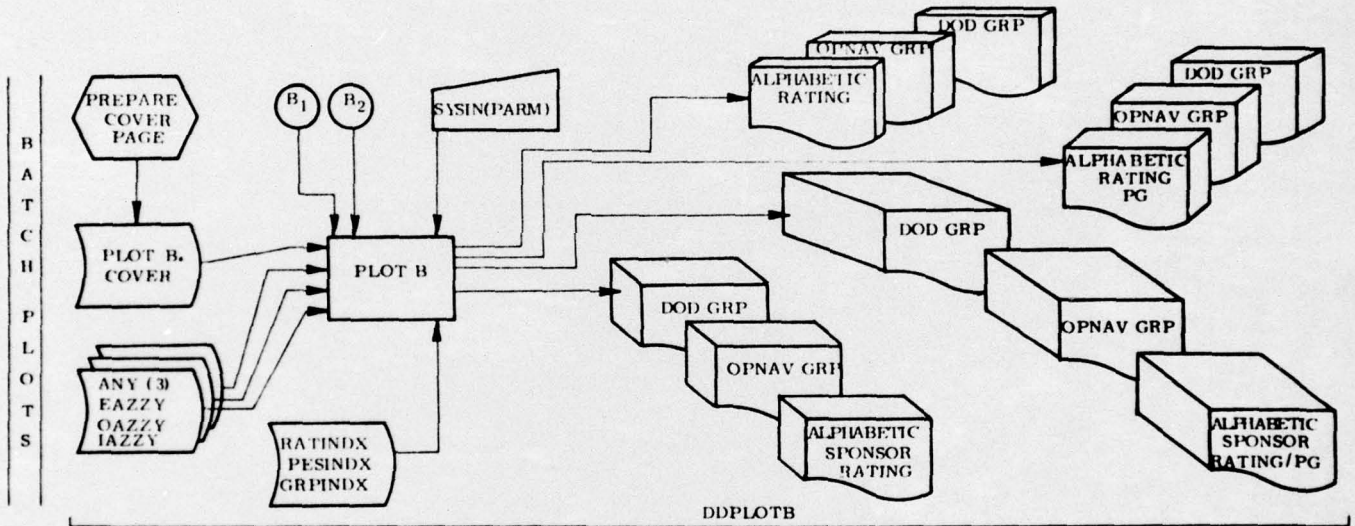 BATCH PLOTS
PREPARE
COVER
PAGE
B1
B2
SYSIN(PARM)
PLOT B.
COVER
PLOT B
ANY (3)
EAZZY
OAZZY
IAZZY
RATINDX
PESINDX
GRPINDX
DOD GRP
OPNAV GRP
ALPHABETIC
RATING
DOD GRP
OPNAV GRP
ALPHABETIC
RATING
PG
DOD GRP
OPNAV GRP
ALPHABETIC
SPONSOR
RATING/PG
DOD GRP
OPNAV GRP
ALPHABETIC
SPONSOR
RATING
DDPLOTB